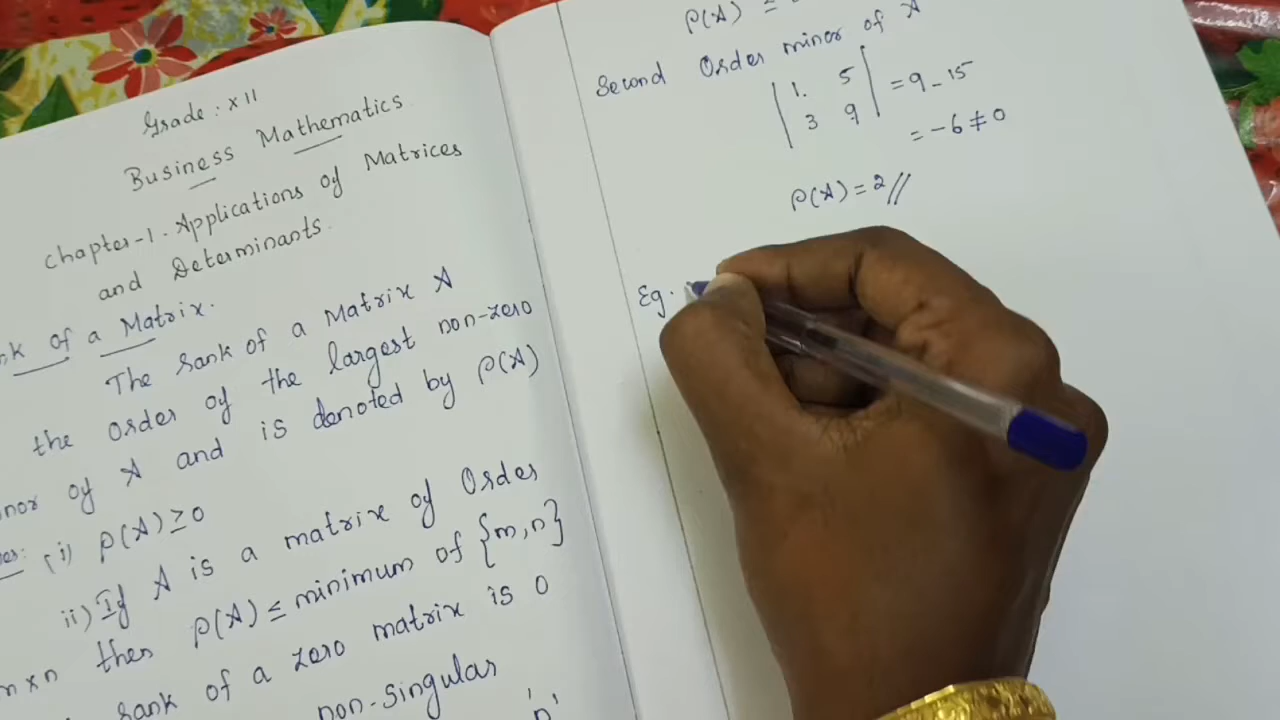 Grade : XII
Business Mathematics
Chapter-1. Applications of Matrices
and Determinants.
of a Matrix.
The rank of a Matrix A
the order of the largest non-zero
of A and is denoted by ρ(A)
(i) ρ(A) ≥ 0
ii) If A is a matrix of Order
m×n then ρ(A) ≤ minimum of {m,n}
rank of a zero matrix is 0
non-singular
'n'
ρ(A) =
Second Order minor of A
| 1. 5 | = 9 - 15
| 3 9 |
= -6 ≠ 0
ρ(A) = 2 //
Eg.